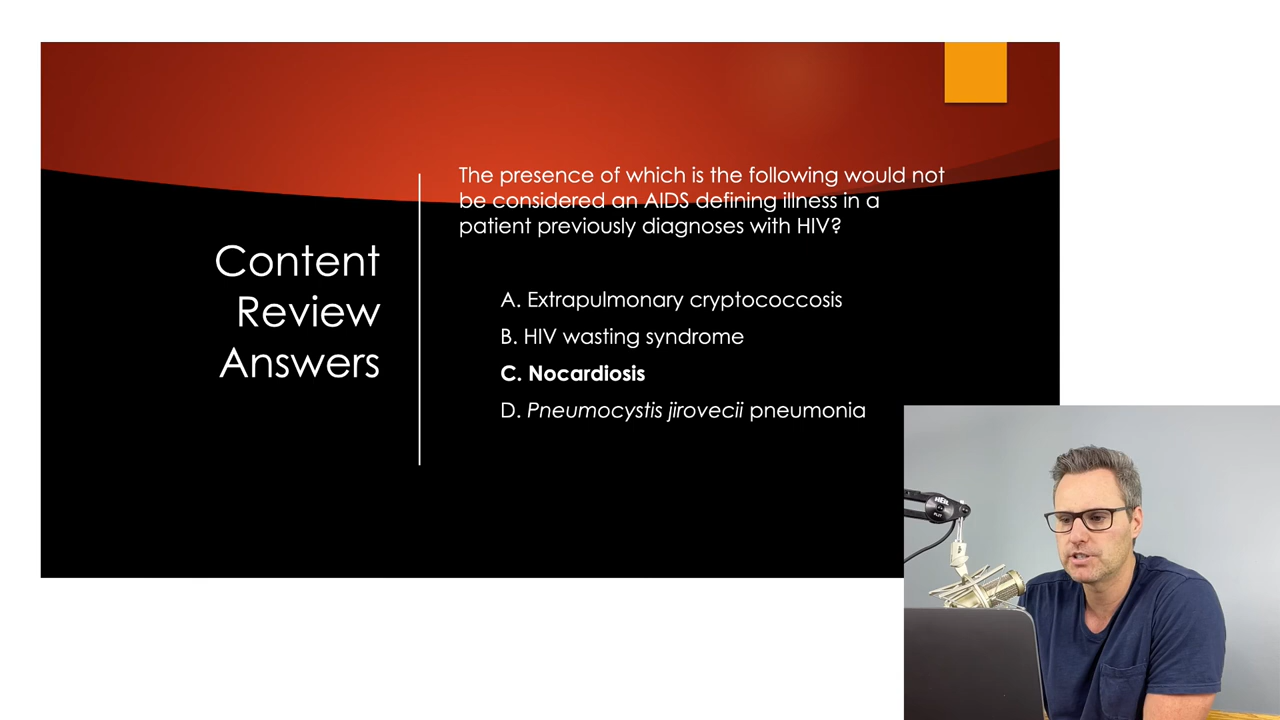 Content
Review
Answers
The presence of which is the following would not
be considered an AIDS defining illness in a
patient previously diagnoses with HIV?
A. Extrapulmonary cryptococcosis
B. HIV wasting syndrome
C. Nocardiosis
D. Pneumocystis jirovecii pneumonia
HEIL